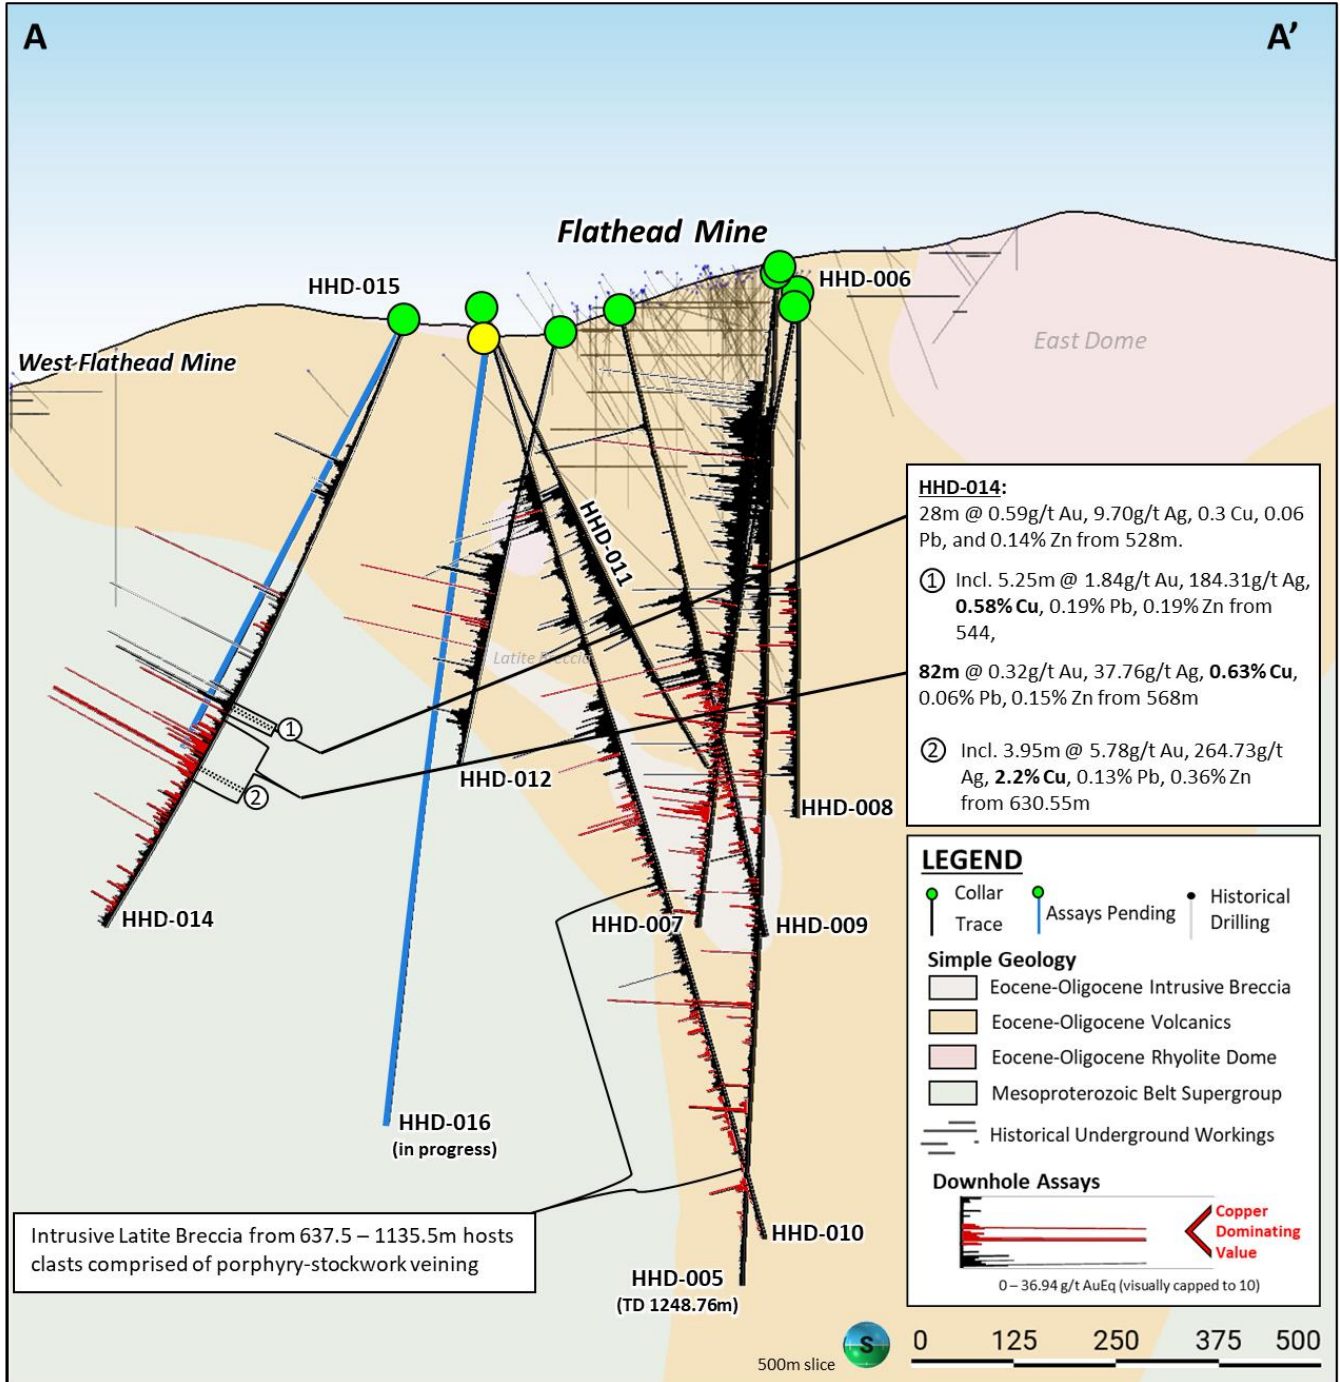 A
A’
Flathead Mine
HHD-015
HHD-006
West Flathead Mine
East Dome
HHD-011
Latite Breccia
HHD-012
HHD-008
HHD-014
HHD-007
HHD-009
HHD-016
(in progress)
HHD-010
HHD-005
(TD 1248.76m)
1
2
HHD-014:
28m @ 0.59g/t Au, 9.70g/t Ag, 0.3 Cu, 0.06
Pb, and 0.14% Zn from 528m.
1 Incl. 5.25m @ 1.84g/t Au, 184.31g/t Ag,
0.58% Cu, 0.19% Pb, 0.19% Zn from
544,
82m @ 0.32g/t Au, 37.76g/t Ag, 0.63% Cu,
0.06% Pb, 0.15% Zn from 568m
2 Incl. 3.95m @ 5.78g/t Au, 264.73g/t
Ag, 2.2% Cu, 0.13% Pb, 0.36% Zn
from 630.55m
LEGEND
Collar
Trace
Assays Pending
Historical
Drilling
Simple Geology
Eocene-Oligocene Intrusive Breccia
Eocene-Oligocene Volcanics
Eocene-Oligocene Rhyolite Dome
Mesoproterozoic Belt Supergroup
Historical Underground Workings
Downhole Assays
Copper
Dominating
Value
0 – 36.94 g/t AuEq (visually capped to 10)
Intrusive Latite Breccia from 637.5 – 1135.5m hosts
clasts comprised of porphyry-stockwork veining
500m slice
S
0 125 250 375 500